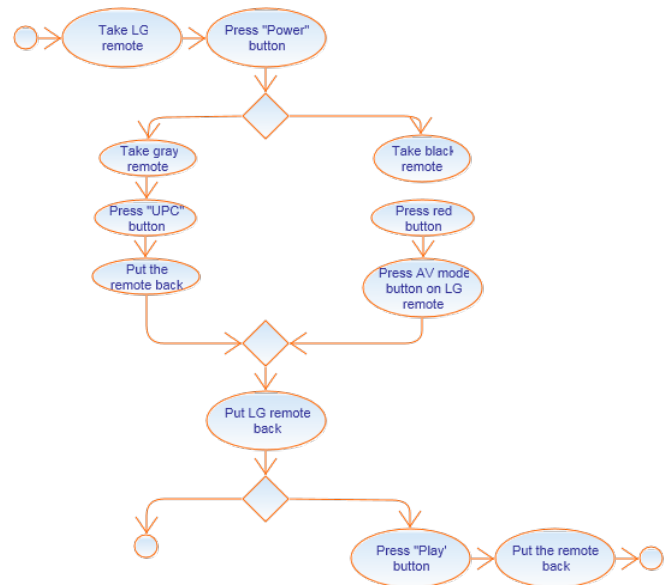 Take LG
remote
Press "Power"
button
Take gray
remote
Take black
remote
Press "UPC"
button
Press red
button
Put the
remote back
Press AV mode
button on LG
remote
Put LG remote
back
Press "Play'
button
Put the remote
back